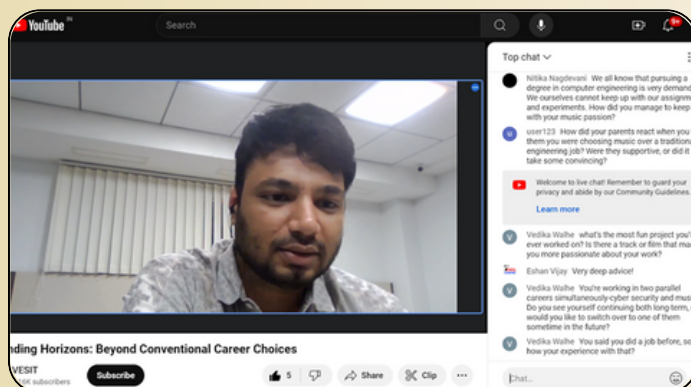 YouTube IN
Search
9+
Top chat
Nitika Nagdevani We all know that pursuing a
degree in computer engineering is very demand
We ourselves cannot keep up with our assignm
and experiments. How did you manage to keep
with your music passion?
U
user123 How did your parents react when you
them you were choosing music over a traditiona
engineering job? Were they supportive, or did it
take some convincing?
Welcome to live chat! Remember to guard your
privacy and abide by our Community Guidelines.
Learn more
V
Vedika Walhe what's the most fun project you'
ever worked on? Is there a track or film that ma
you more passionate about your work?
Eshan Vijay Very deep advice!
V
Vedika Walhe You're working in two parallel
careers simultaneously-cyber security and mus
Do you see yourself continuing both long term,
would you like to switch over to one of them
sometime in the future?
V
Vedika Walhe You said you did a job before, so
how your experience with that?
Chat...
nding Horizons: Beyond Conventional Career Choices
VESIT
subscribers
Subscribe
5
Share
Clip